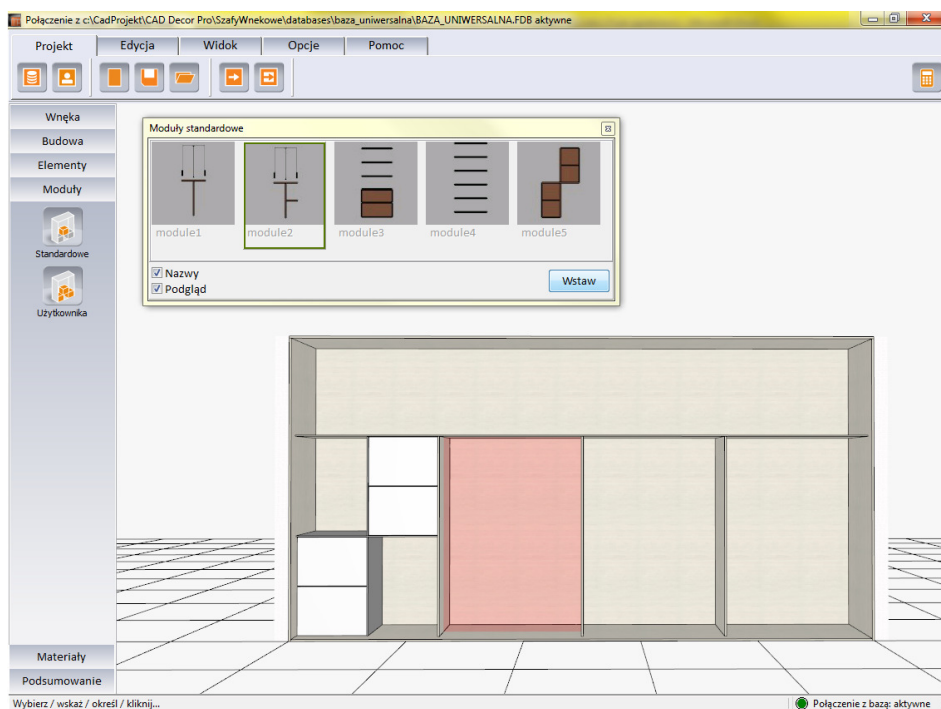 Połączenie z c:\CadProjekt\CAD Decor Pro\SzafyWnekowe\databases\baza_uniwersalna\BAZA_UNIWERSALNA.FDB aktywne
Projekt Edycja Widok Opcje Pomoc
Wnęka
Budowa
Elementy
Moduły
Standardowe
Użytkownika
Moduły standardowe
module1 module2 module3 module4 module5
Nazwy
Podgląd
Wstaw
Materiały
Podsumowanie
Wybierz / wskaż / określ / kliknij...
Połączenie z bazą: aktywne